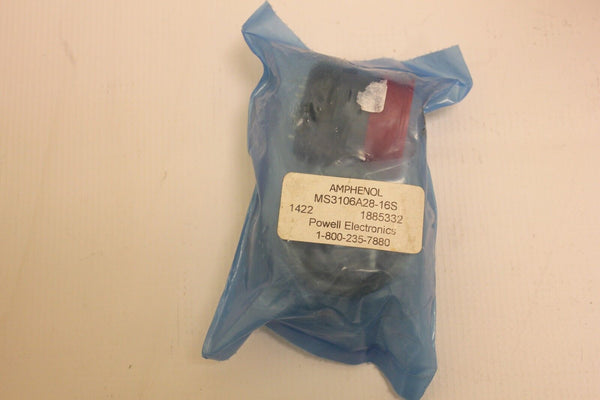 AMPHENOL
MS3106A28-16S
1422 1885332
Powell Electronics
1-800-235-7880